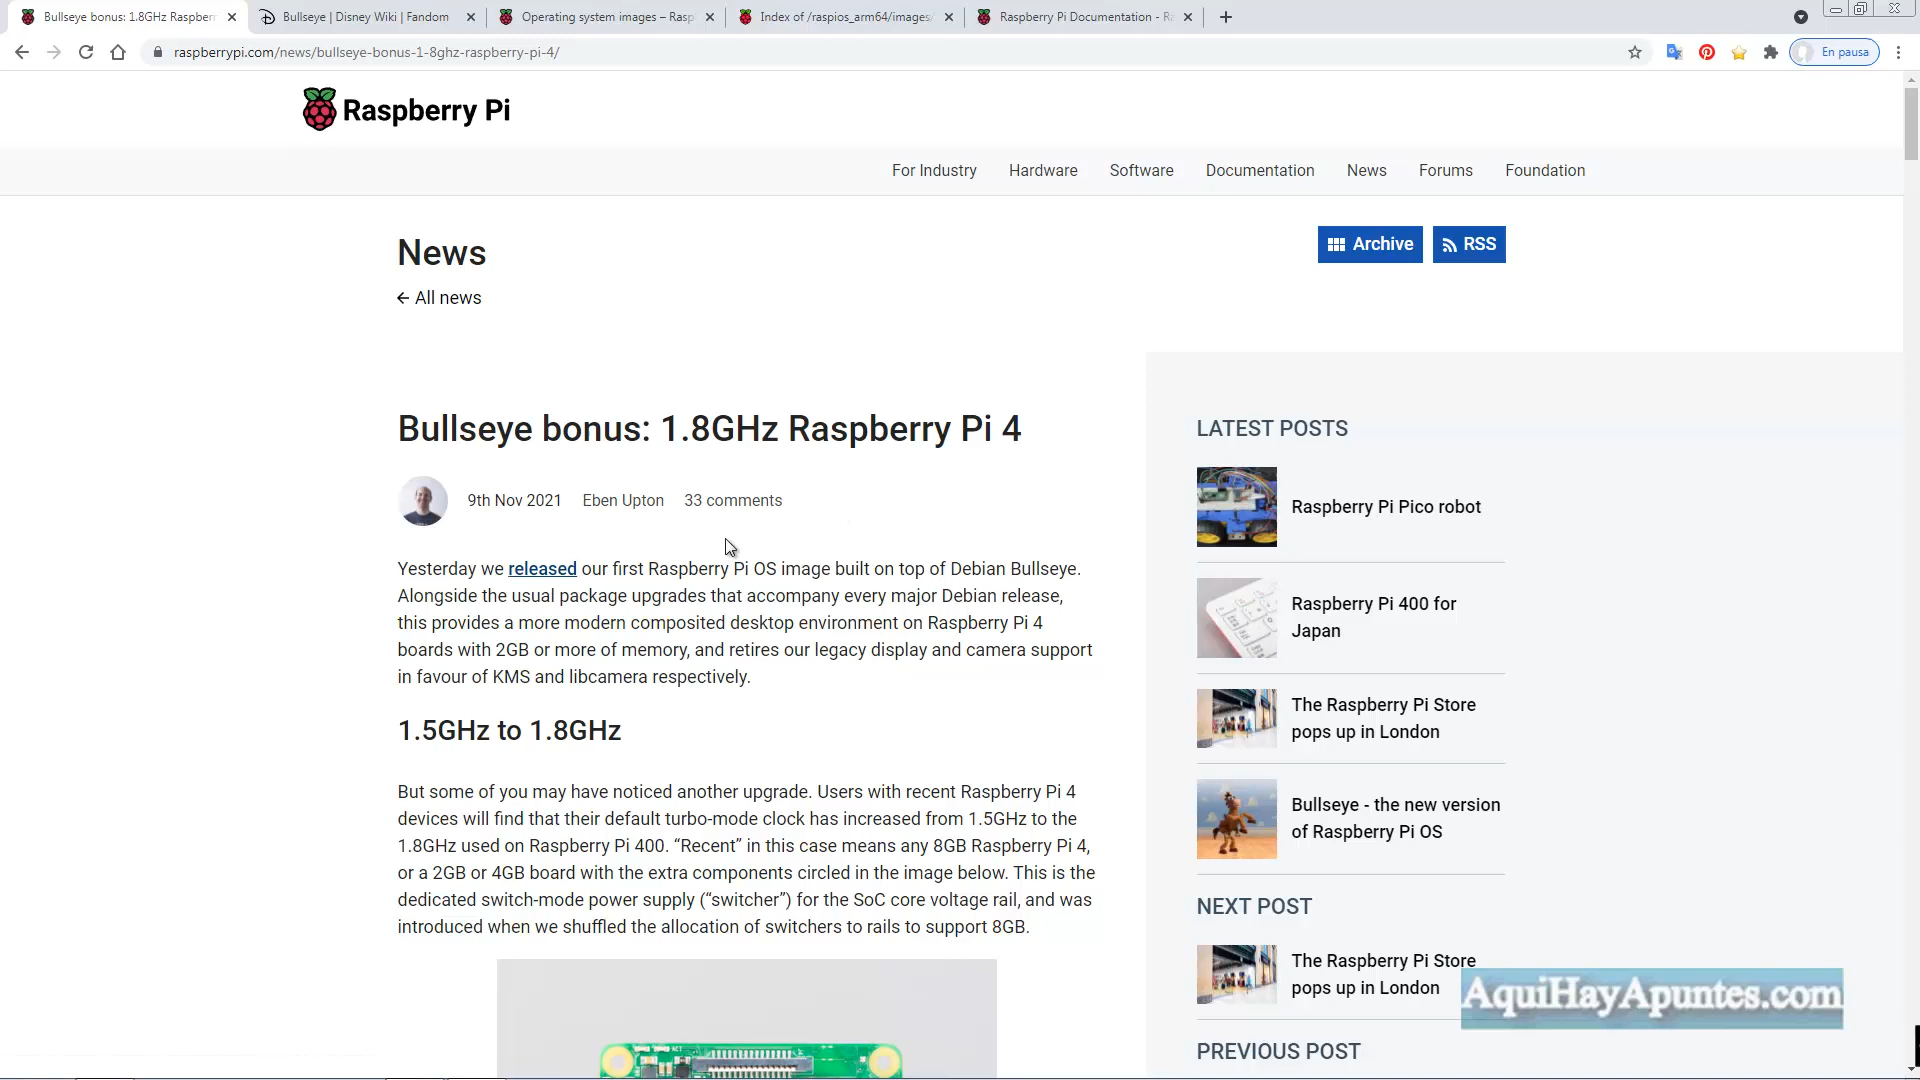 Bullseye bonus: 1.8GHz Raspber
Bullseye | Disney Wiki | Fandom
Operating system images – Rasp
Index of /raspios_arm64/images/
Raspberry Pi Documentation - Ra
raspberrypi.com/news/bullseye-bonus-1-8ghz-raspberry-pi-4/
En pausa
Raspberry Pi
For Industry
Hardware
Software
Documentation
News
Forums
Foundation
News
Archive
RSS
← All news
Bullseye bonus: 1.8GHz Raspberry Pi 4
9th Nov 2021 Eben Upton 33 comments
Yesterday we released our first Raspberry Pi OS image built on top of Debian Bullseye.
Alongside the usual package upgrades that accompany every major Debian release,
this provides a more modern composited desktop environment on Raspberry Pi 4
boards with 2GB or more of memory, and retires our legacy display and camera support
in favour of KMS and libcamera respectively.
1.5GHz to 1.8GHz
But some of you may have noticed another upgrade. Users with recent Raspberry Pi 4
devices will find that their default turbo-mode clock has increased from 1.5GHz to the
1.8GHz used on Raspberry Pi 400. “Recent” in this case means any 8GB Raspberry Pi 4,
or a 2GB or 4GB board with the extra components circled in the image below. This is the
dedicated switch-mode power supply (“switcher”) for the SoC core voltage rail, and was
introduced when we shuffled the allocation of switchers to rails to support 8GB.
LATEST POSTS
Raspberry Pi Pico robot
Raspberry Pi 400 for
Japan
The Raspberry Pi Store
pops up in London
Bullseye - the new version
of Raspberry Pi OS
NEXT POST
The Raspberry Pi Store
pops up in London
AquiHayApuntes.com
PREVIOUS POST